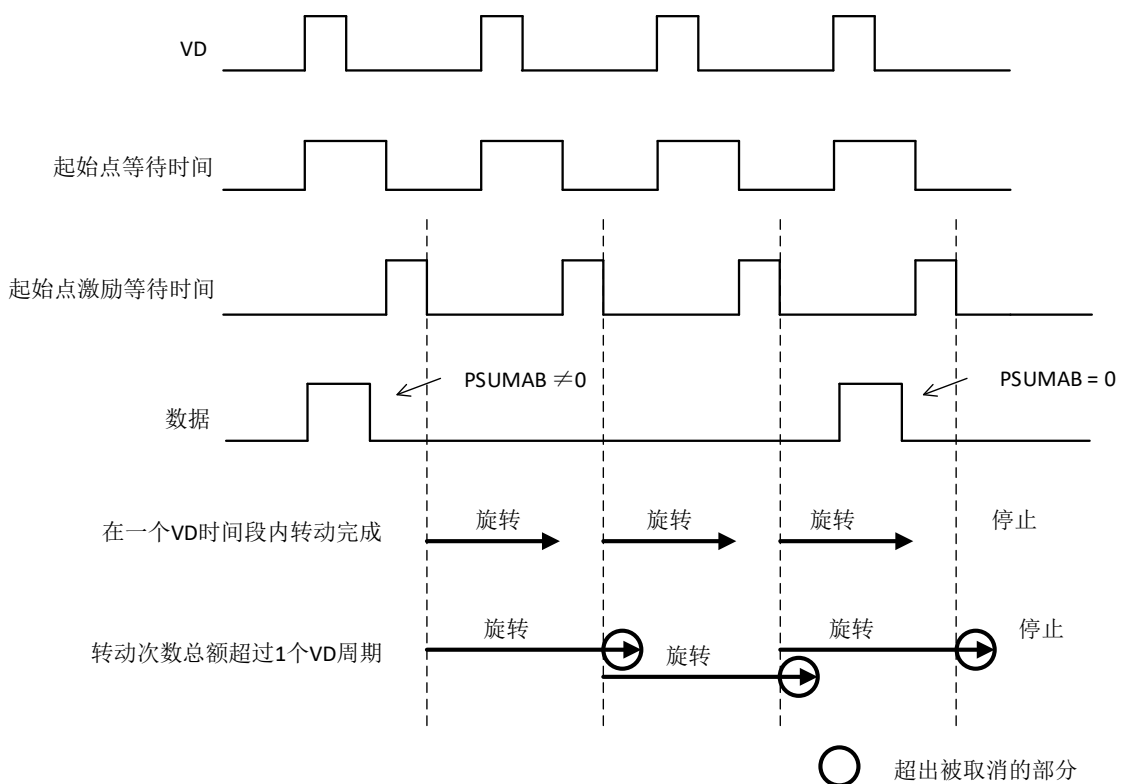 VD
起始点等待时间
起始点激励等待时间
PSUMAB ≠0
PSUMAB = 0
数据
在一个VD时间段内转动完成
旋转
旋转
旋转
停止
转动次数总额超过1个VD周期
旋转
旋转
旋转
停止
超出被取消的部分